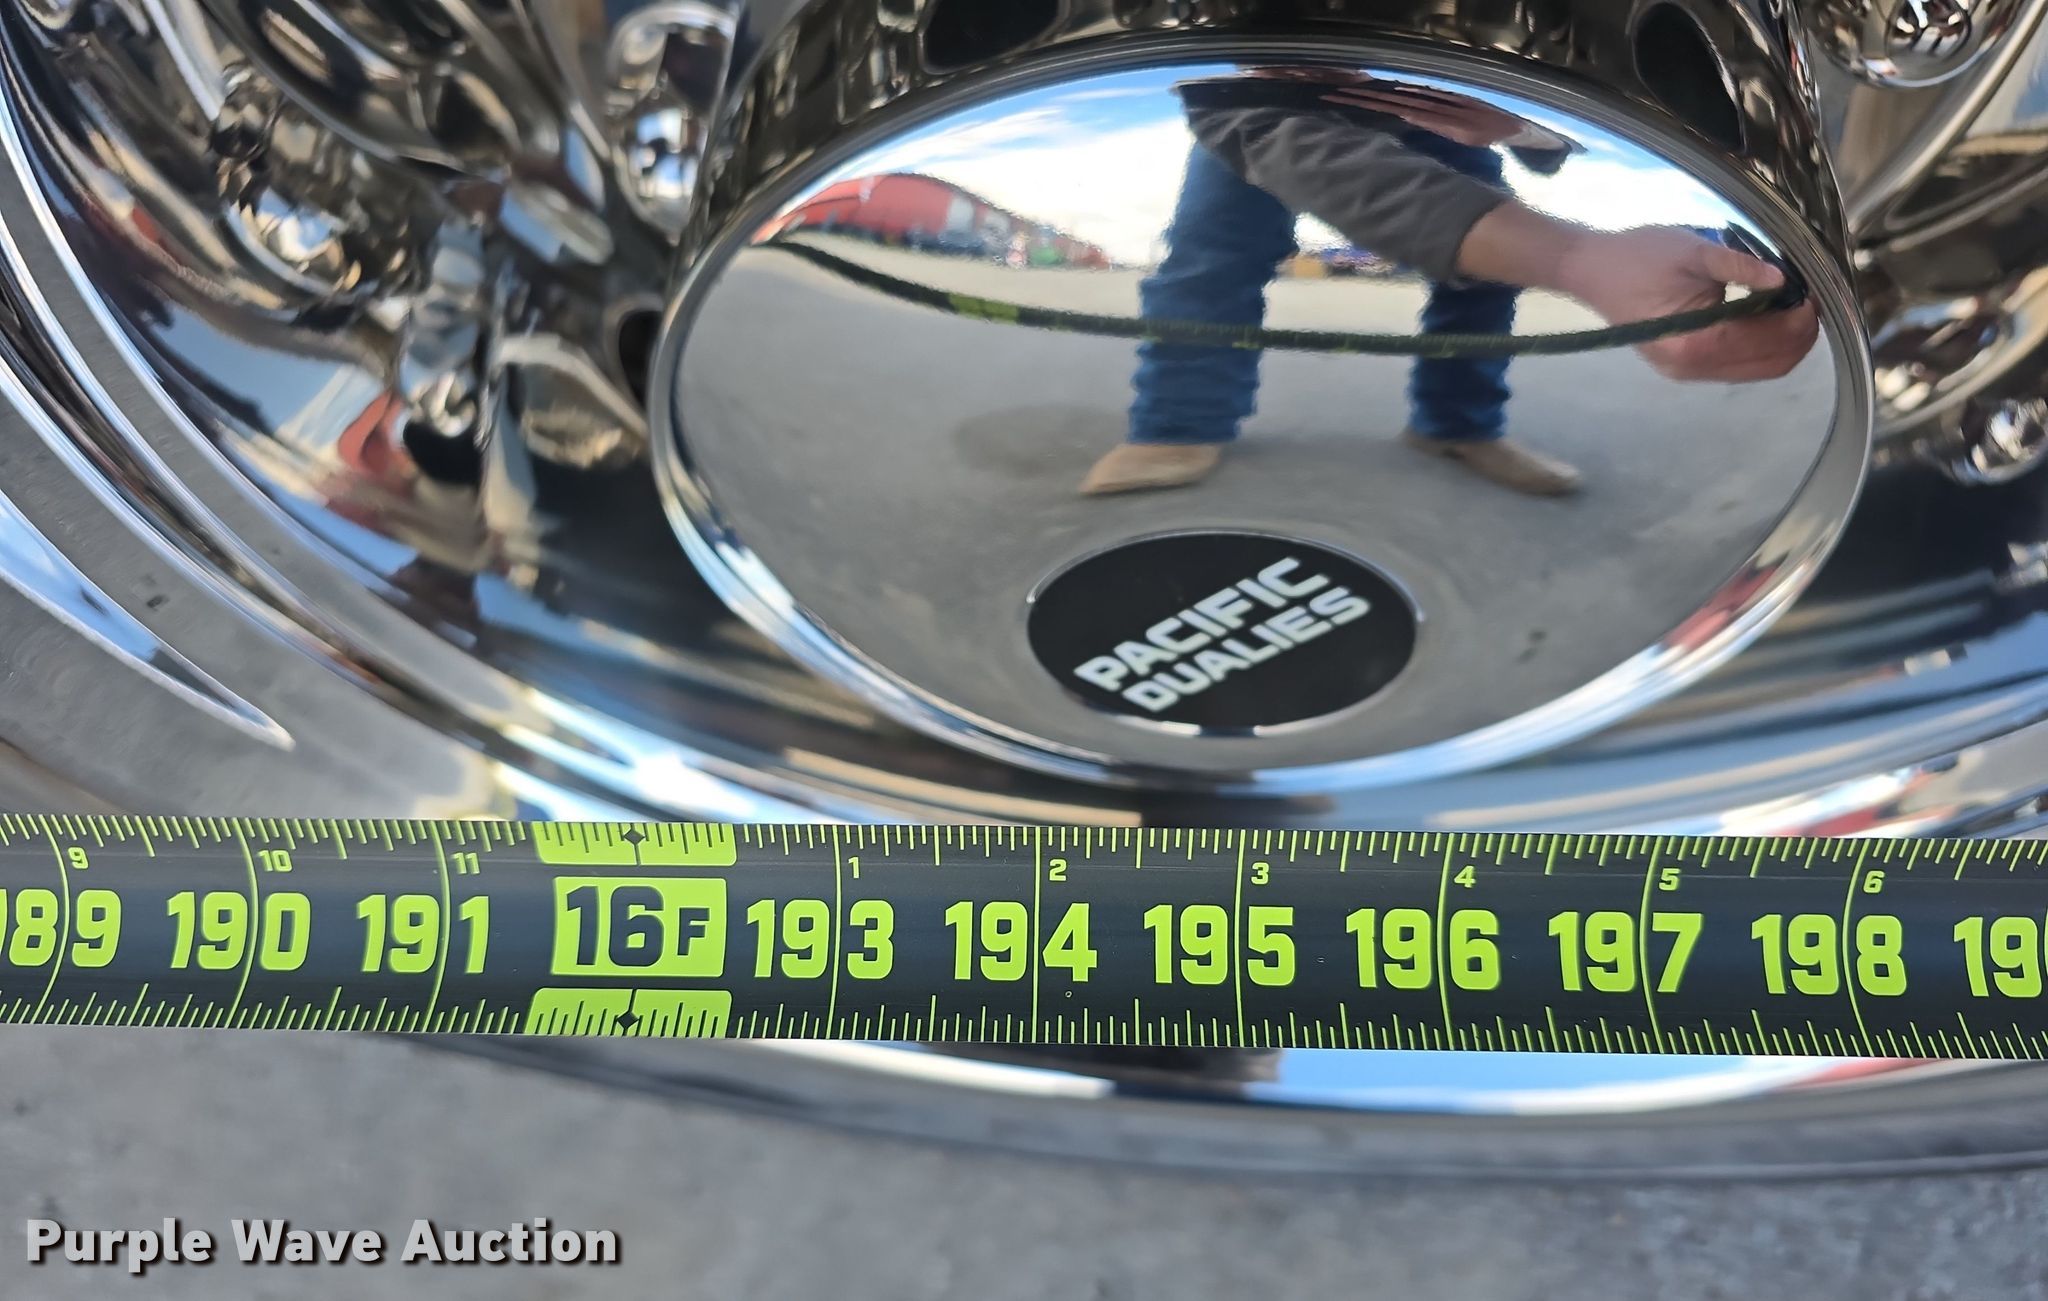 PACIFIC
DUALIES
9 10 11 1 2 3 4 5 6
189 190 191 16F 193 194 195 196 197 198
Purple Wave Auction